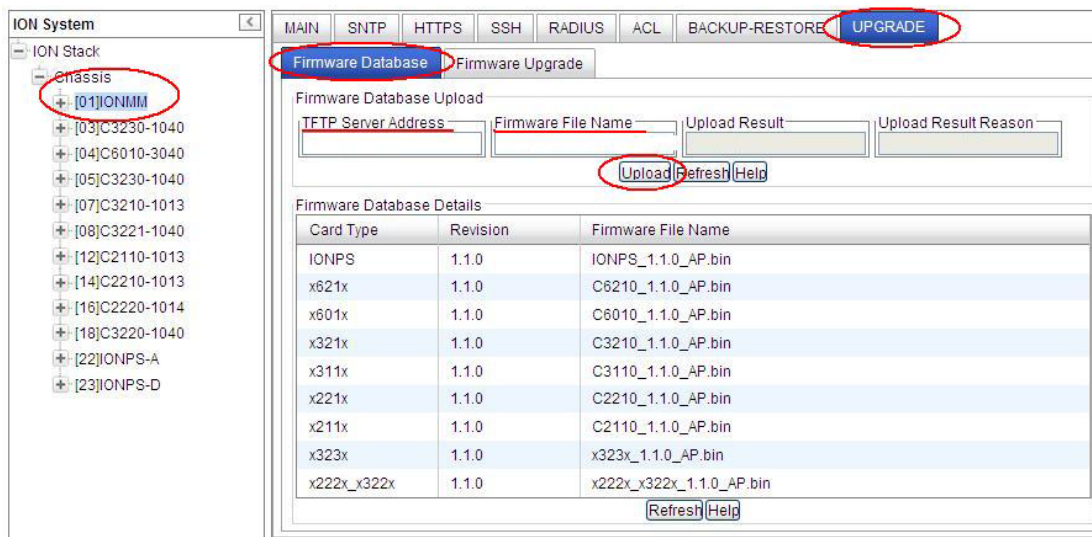 ION System
ION Stack
Chassis
[01]IONMM
[03]C3230-1040
[04]C6010-3040
[05]C3230-1040
[07]C3210-1013
[08]C3221-1040
[12]C2110-1013
[14]C2210-1013
[16]C2220-1014
[18]C3220-1040
[22]IONPS-A
[23]IONPS-D
MAIN SNTP HTTPS SSH RADIUS ACL BACKUP-RESTORE UPGRADE
Firmware Database Firmware Upgrade
Firmware Database Upload
TFTP Server Address Firmware File Name Upload Result Upload Result Reason
Upload Refresh Help
Firmware Database Details
Card Type Revision Firmware File Name
IONPS 1.1.0 IONPS_1.1.0_AP.bin
x621x 1.1.0 C6210_1.1.0_AP.bin
x601x 1.1.0 C6010_1.1.0_AP.bin
x321x 1.1.0 C3210_1.1.0_AP.bin
x311x 1.1.0 C3110_1.1.0_AP.bin
x221x 1.1.0 C2210_1.1.0_AP.bin
x211x 1.1.0 C2110_1.1.0_AP.bin
x323x 1.1.0 x323x_1.1.0_AP.bin
x222x_x322x 1.1.0 x222x_x322x_1.1.0_AP.bin
Refresh Help